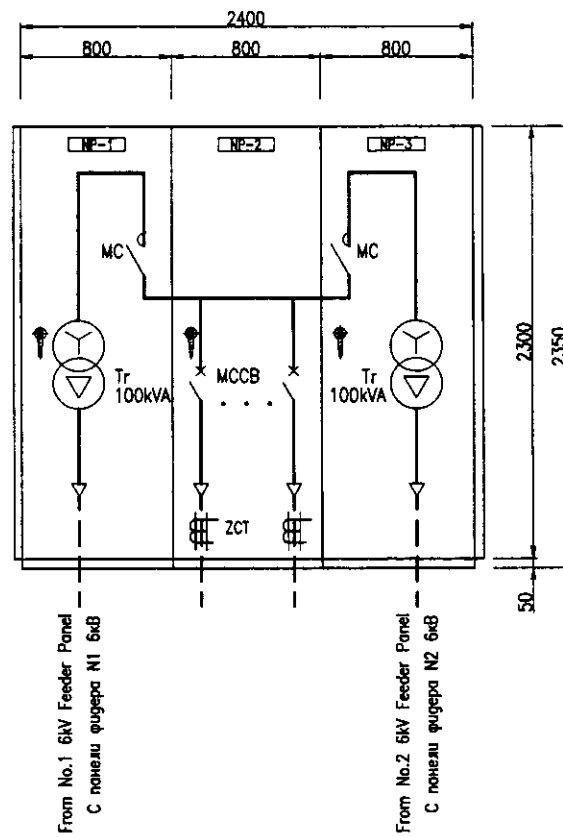 2400
800
800
800
NP-1
NP-2
NP-3
MC
MC
2300
2350
Tr
100kVA
MCCB
. . .
Tr
100kVA
ZCT
50
From No.1 6kV Feeder Panel
С панели фидера N1 6кВ
From No.2 6kV Feeder Panel
С панели фидера N2 6кВ